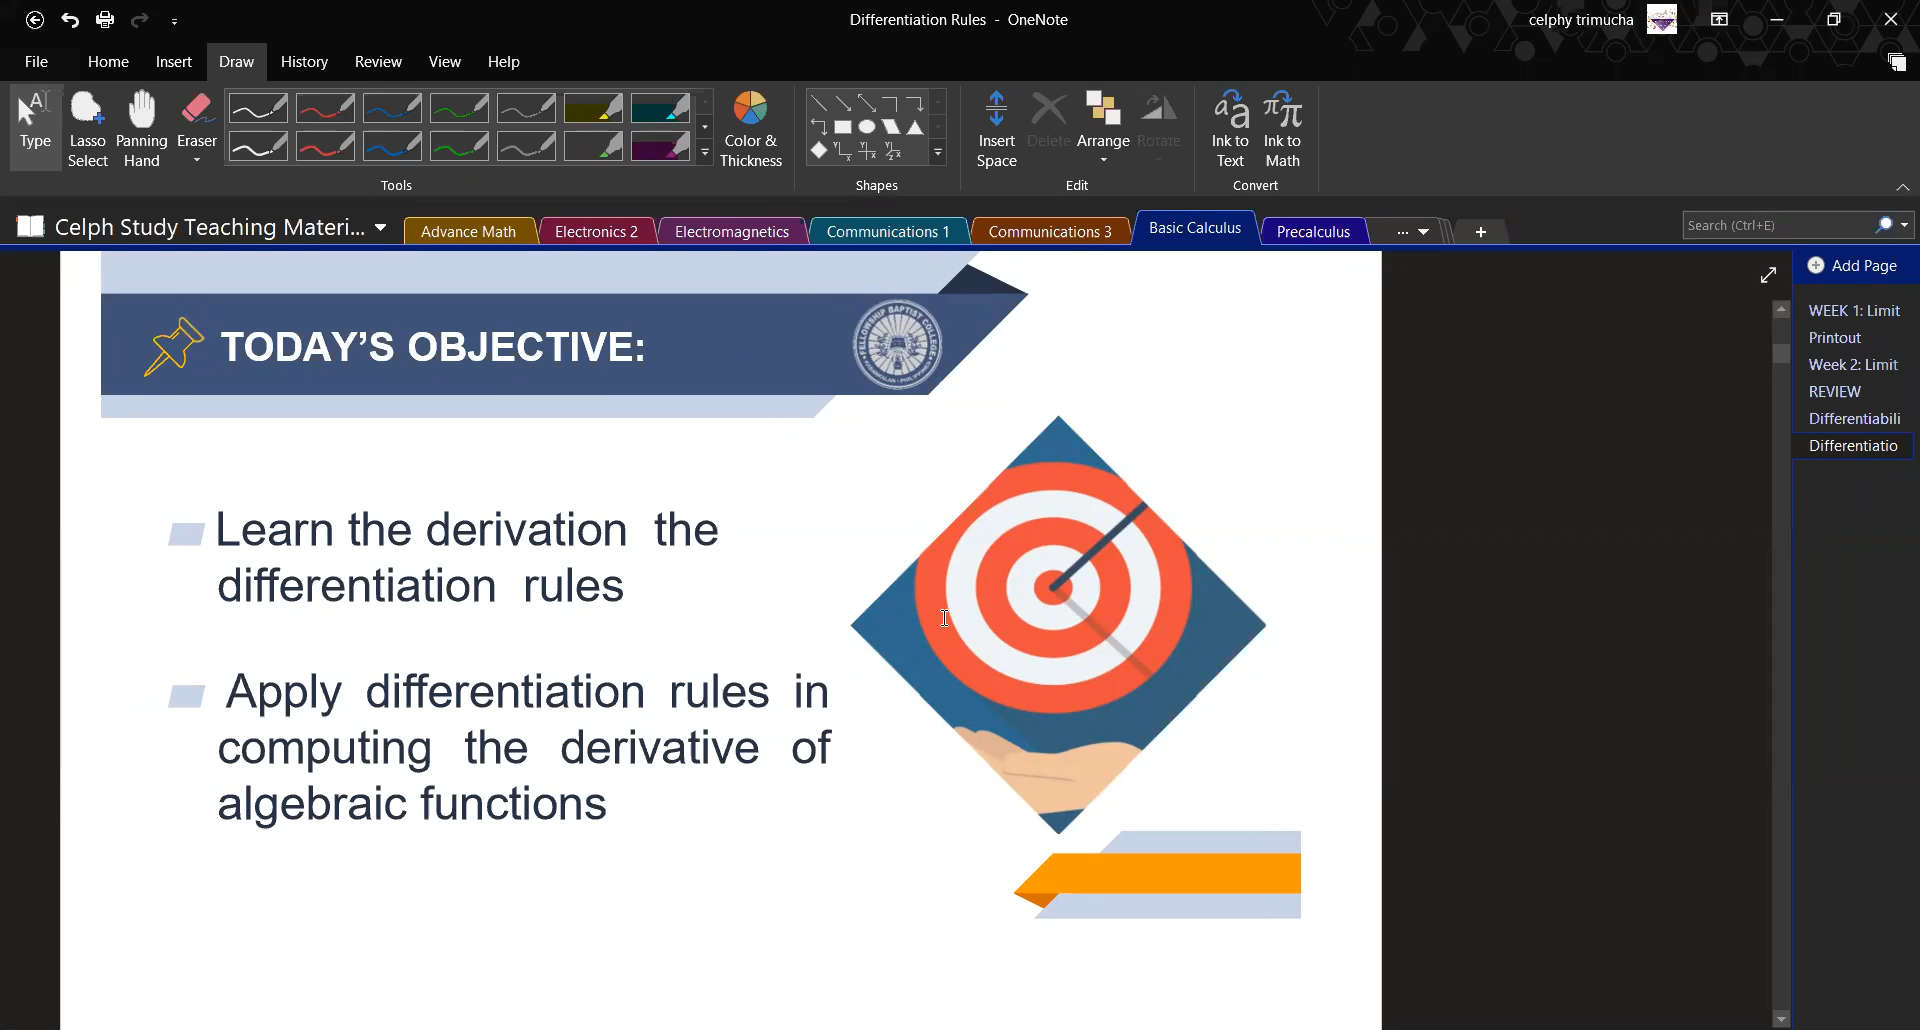 Differentiation Rules - OneNote
celphy trimucha
File Home Insert Draw History Review View Help
Type
Lasso Select
Panning Hand
Eraser
Color & Thickness
Insert Space
Delete
Arrange
Rotate
Ink to Text
Ink to Math
Tools
Shapes
Edit
Convert
Celph Study Teaching Materi...
Advance Math
Electronics 2
Electromagnetics
Communications 1
Communications 3
Basic Calculus
Precalculus
...
Search (Ctrl+E)
Add Page
WEEK 1: Limit
Printout
Week 2: Limit
REVIEW
Differentiabili
Differentiatio
TODAY'S OBJECTIVE:
FELLOWSHIP BAPTIST COLLEGE
Learn the derivation the
differentiation rules
Apply differentiation rules in
computing the derivative of
algebraic functions